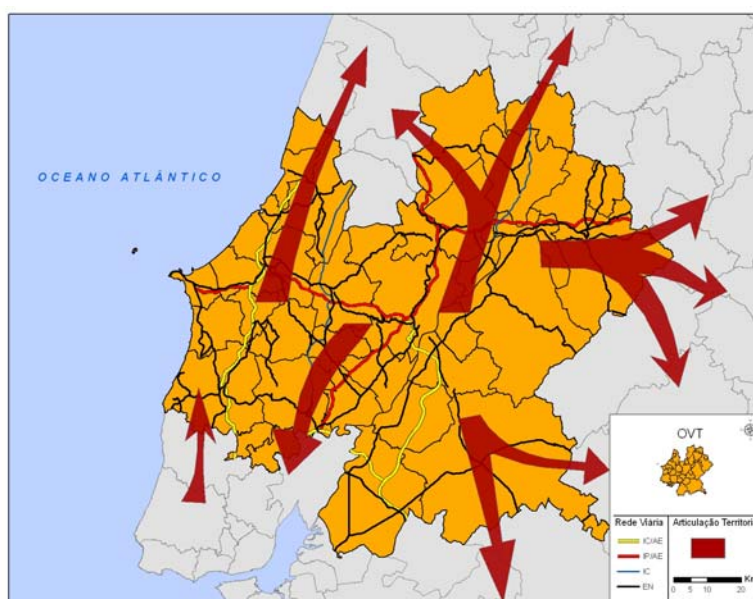 OCEANO ATLÂNTICO
OVT
Rede Viária
Articulação Territori
IC/AE
IP/AE
IC
EN
0 5 10 20